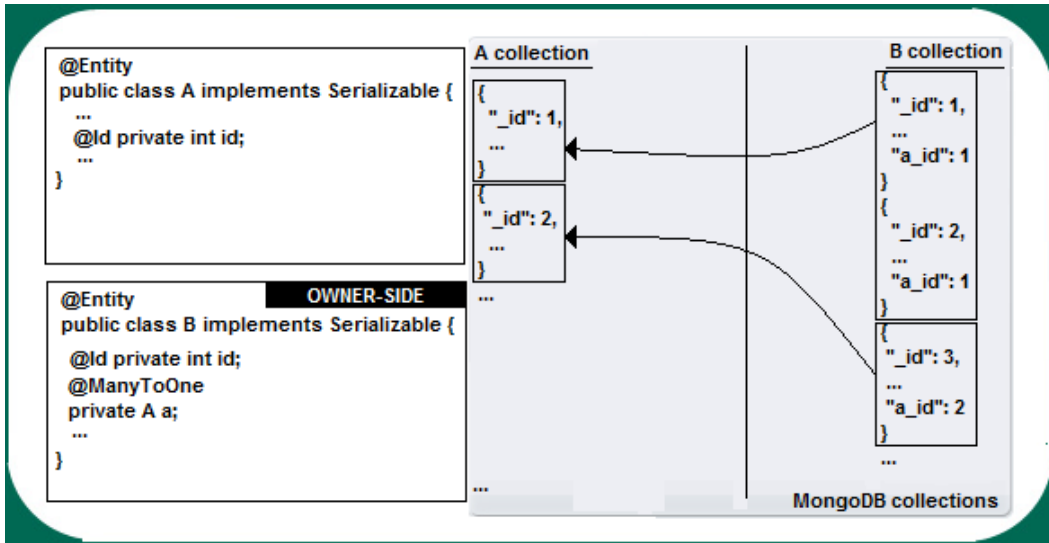 @Entity
public class A implements Serializable {
...
@Id private int id;
...
}
@Entity
OWNER-SIDE
public class B implements Serializable {
@Id private int id;
@ManyToOne
private A a;
...
}
A collection
{
"_id": 1,
...
}
{
"_id": 2,
...
}
...
...
B collection
{
"_id": 1,
...
"a_id": 1
}
{
"_id": 2,
...
"a_id": 1
}
{
"_id": 3,
...
"a_id": 2
}
...
MongoDB collections